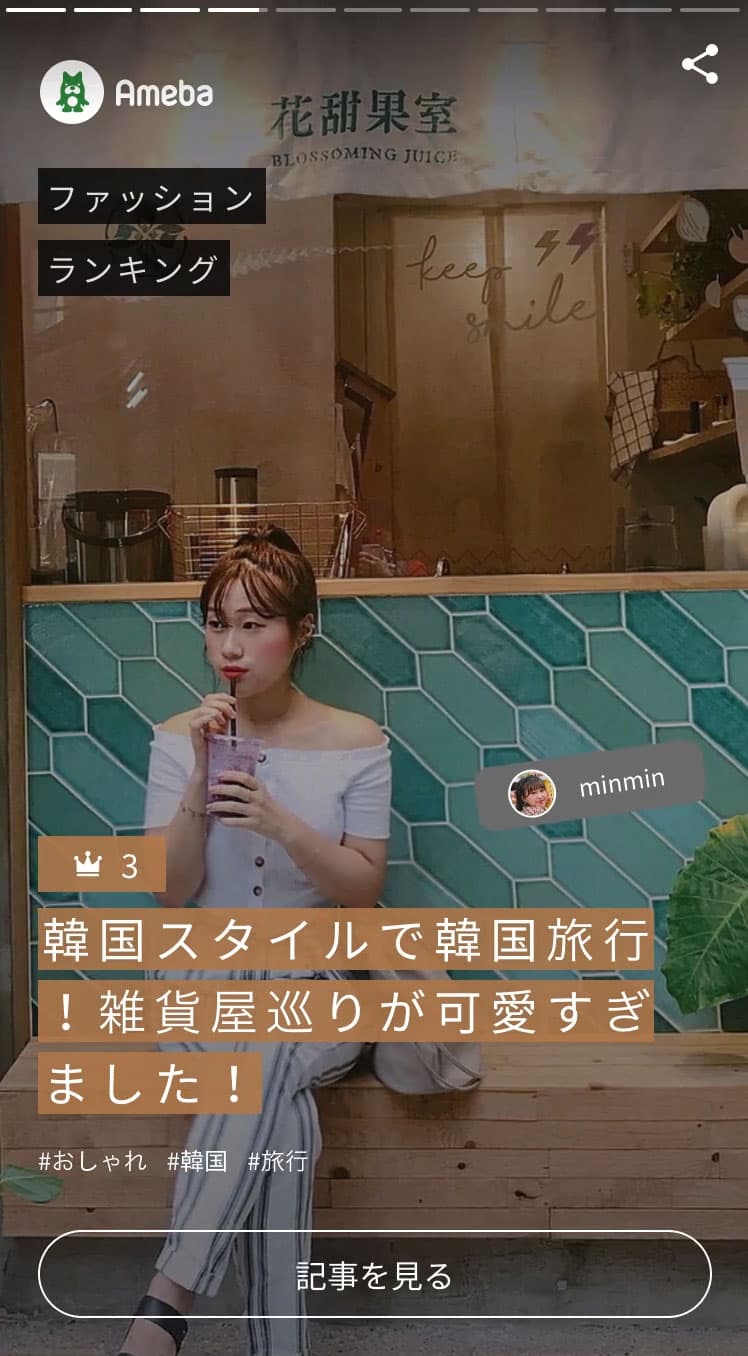 Ameba
花甜果室
BLOSSOMING JUICE
ファッション
ランキング
keep
smile
minmin
3
韓国スタイルで韓国旅行
！雑貨屋巡りが可愛すぎ
ました！
#おしゃれ #韓国 #旅行
記事を見る